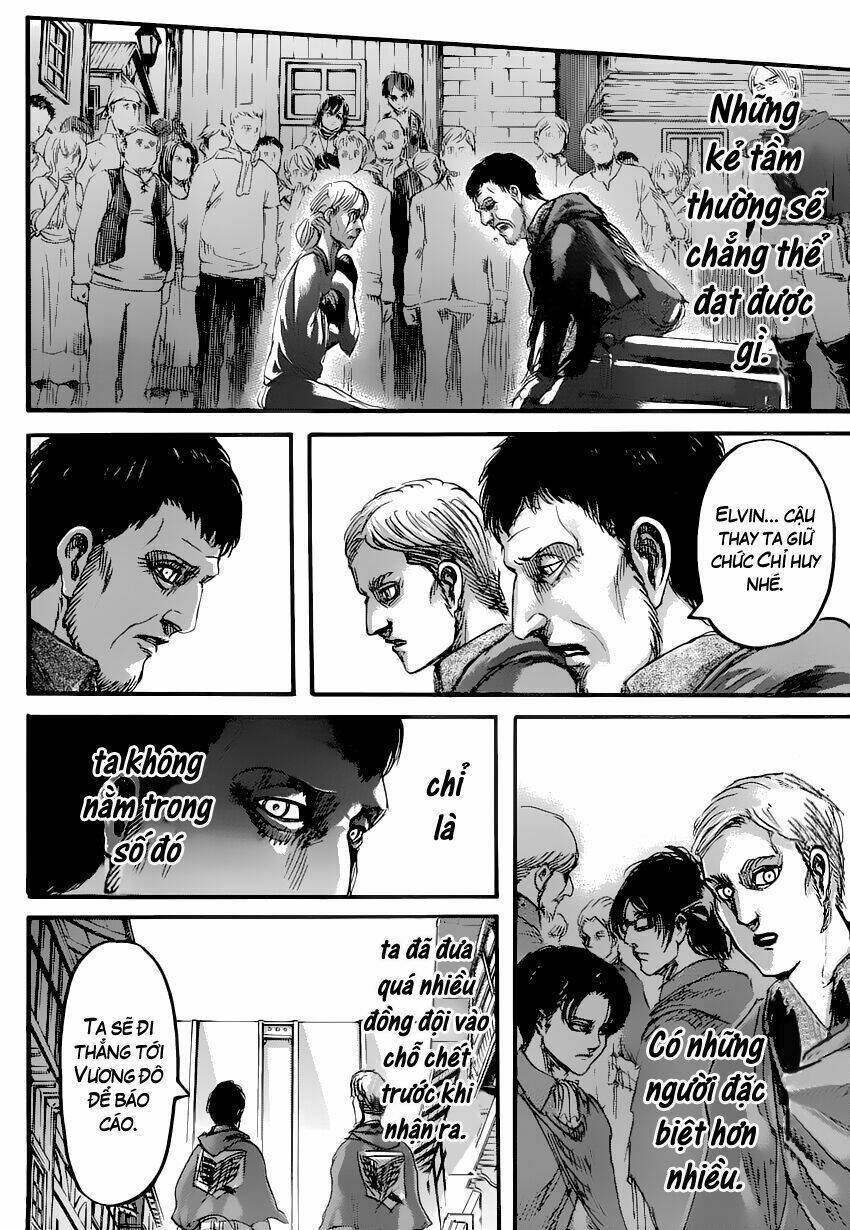 Những
kẻ tầm
thường sẽ
chẳng thể
đạt được
gì.
Elvin... cậu
thay ta giữ
chức Chỉ huy
nhé.
Có những
người đặc
biệt hơn
nhiều.
chỉ
là
ta không
nằm trong
số đó
ta đã đưa
quá nhiều
đồng đội vào
chỗ chết
trước khi
nhận ra.
Ta sẽ đi
thẳng tới
Vương Đô
để báo
cáo.